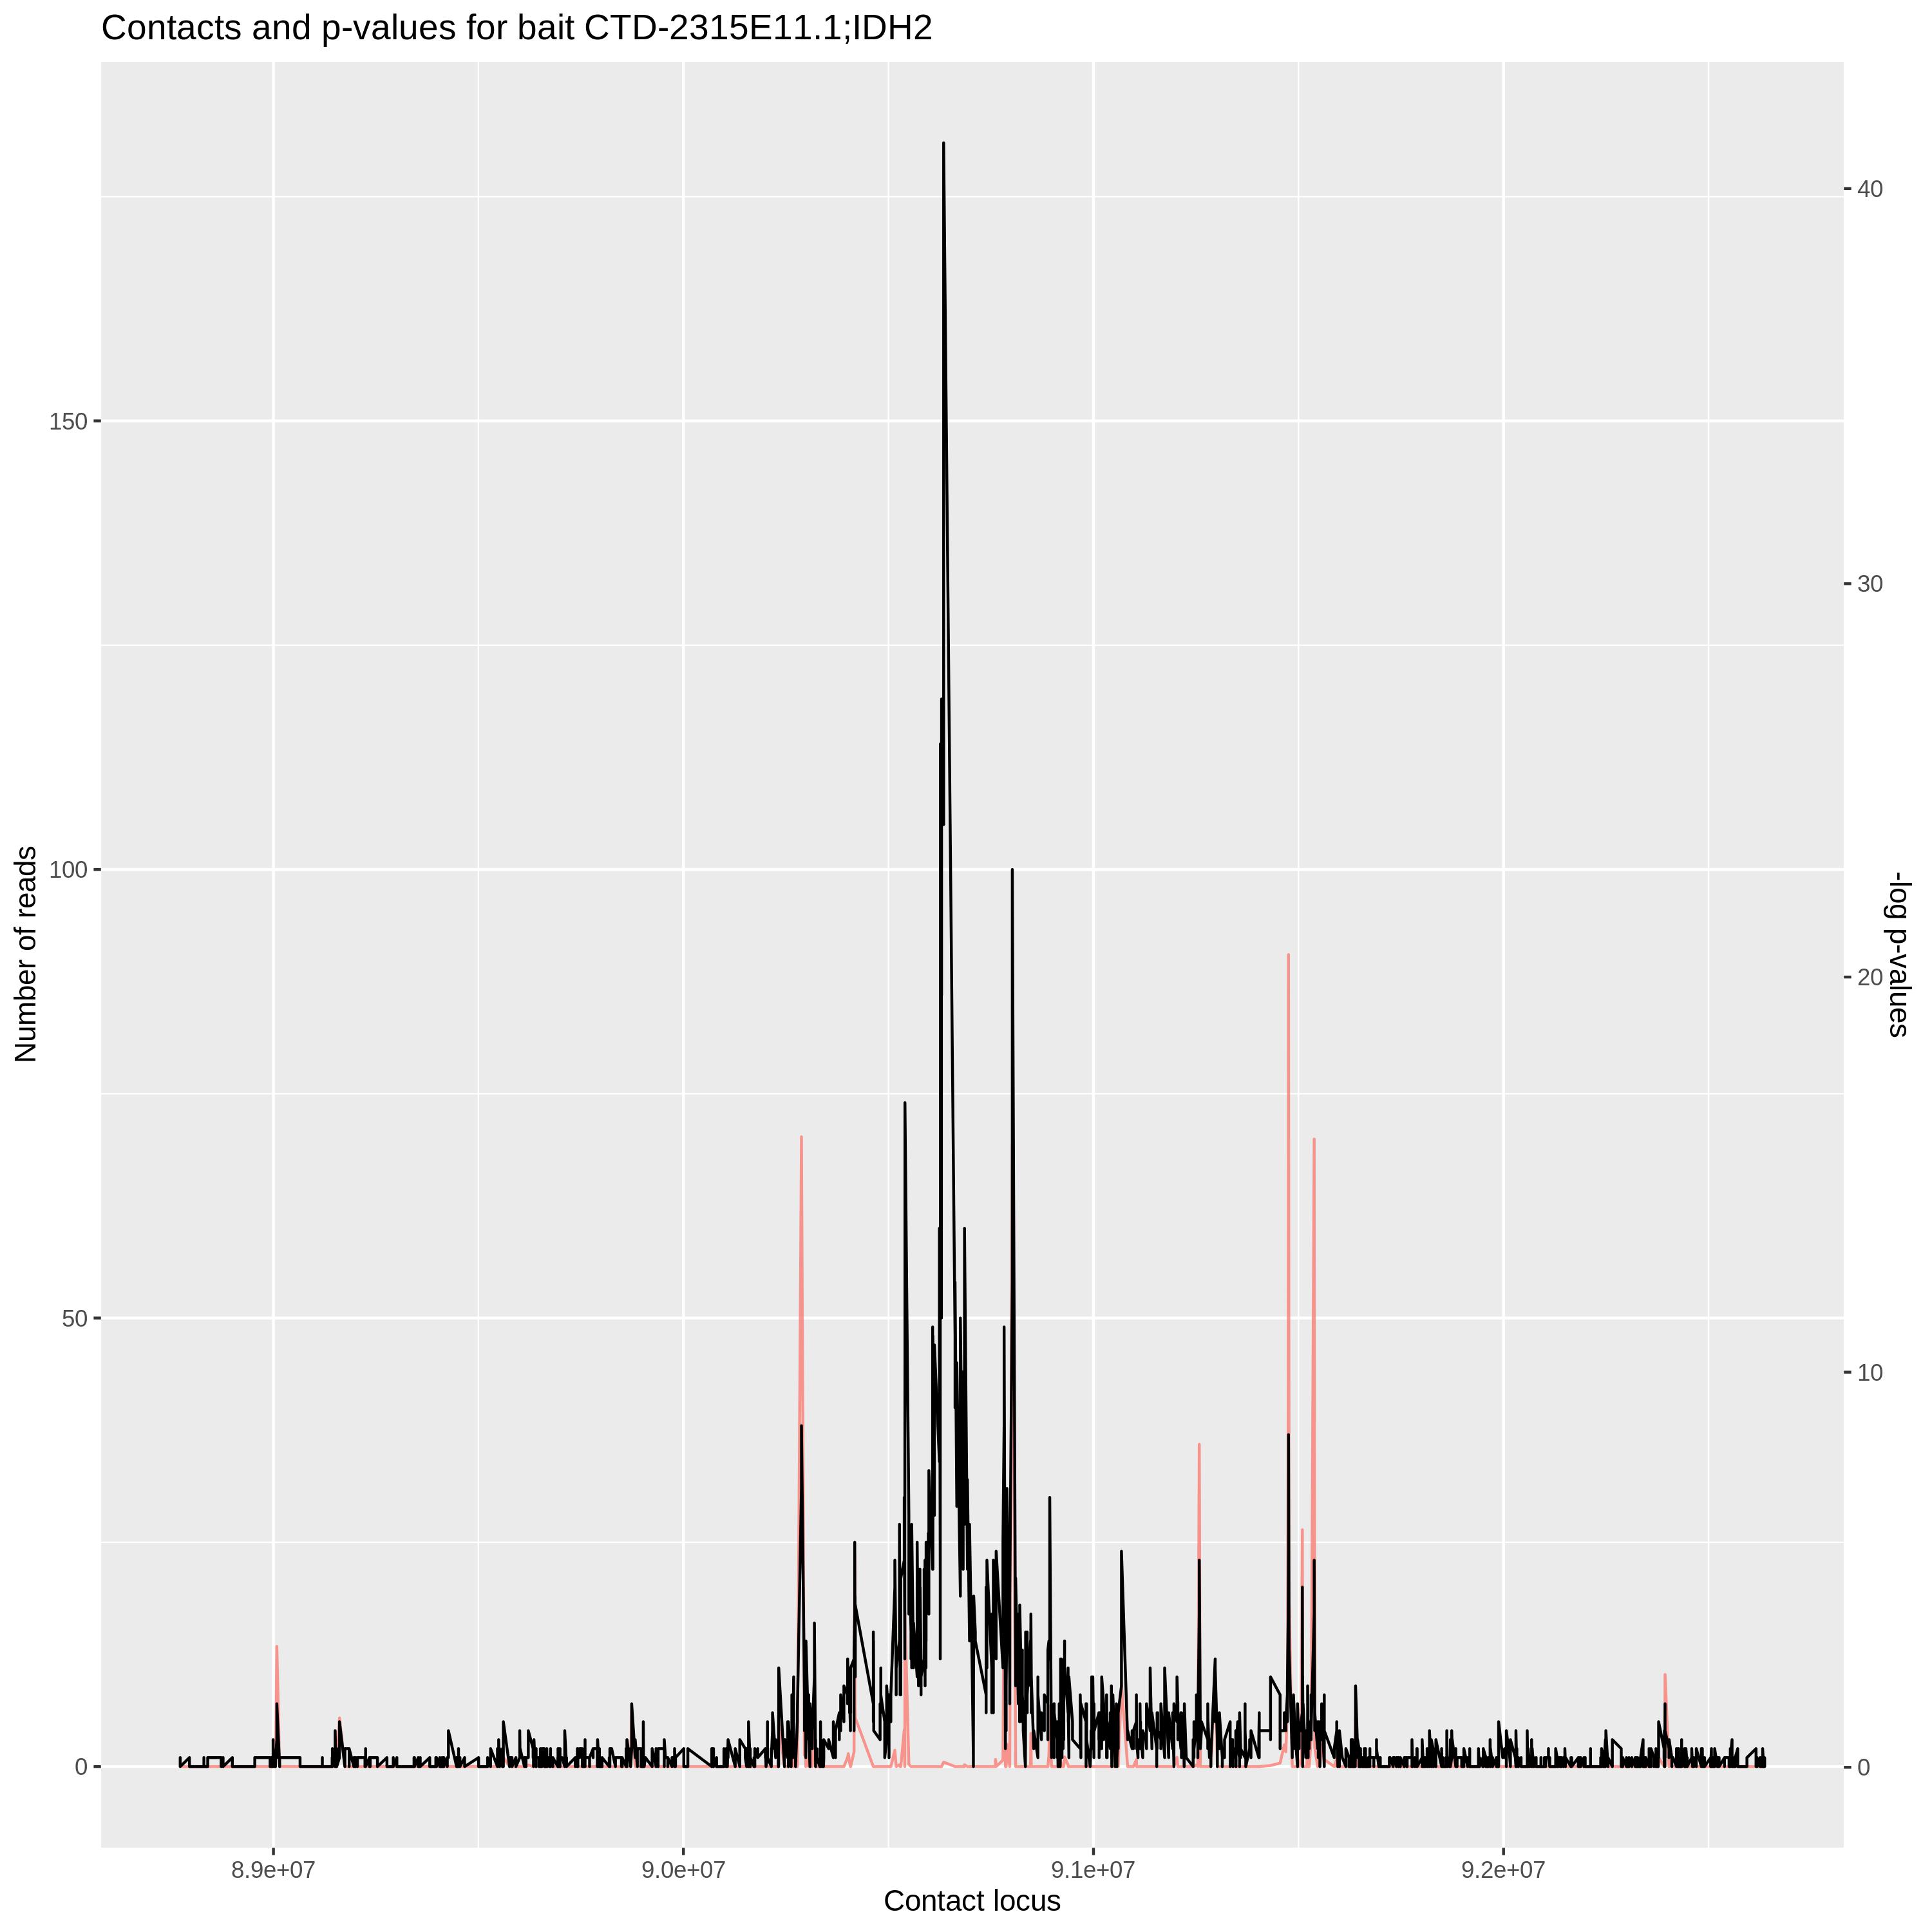 Contacts and p-values for bait CTD-2315E11.1;IDH2
150
100
50
0
Number of reads
40
30
20
10
0
-log p-values
8.9e+07
9.0e+07
9.1e+07
9.2e+07
Contact locus